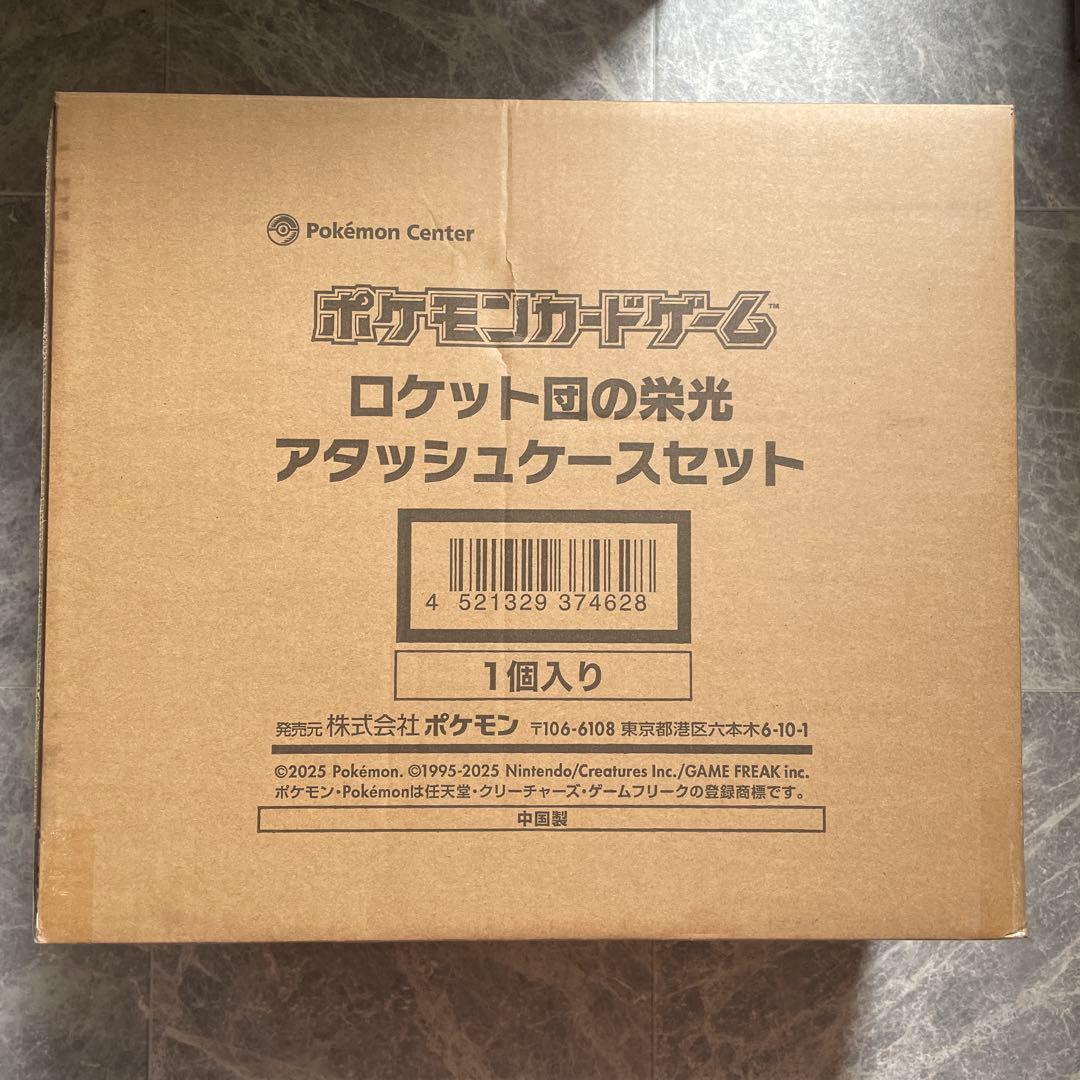 Pokémon Center
ポケモンカードゲーム™
ロケット団の栄光
アタッシュケースセット
4 521329 374628
1個入り
発売元 株式会社 ポケモン 〒106-6108 東京都港区六本木6-10-1
©2025 Pokémon. ©1995-2025 Nintendo/Creatures Inc./GAME FREAK inc.
ポケモン・Pokémonは任天堂・クリーチャーズ・ゲームフリークの登録商標です。
中国製